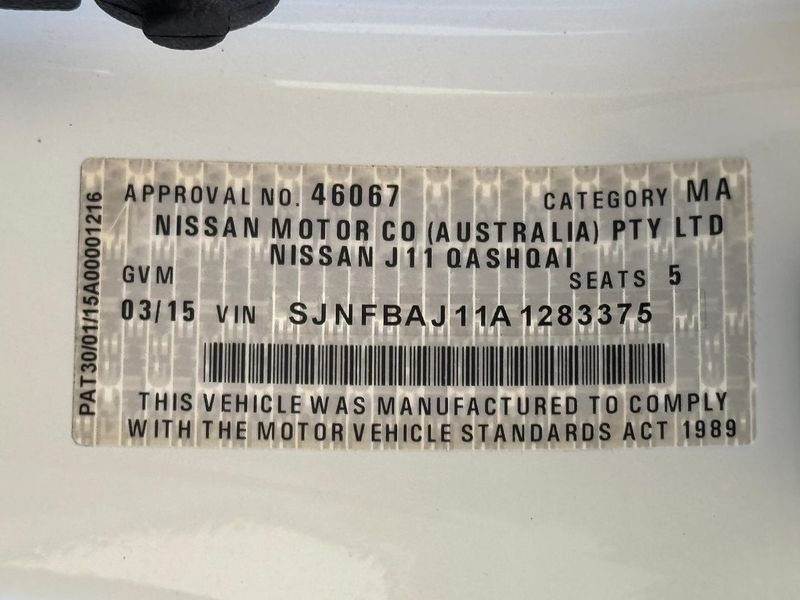 PAT30/01/15A00001216
APPROVAL NO. 46067 CATEGORY MA
NISSAN MOTOR CO (AUSTRALIA) PTY LTD
NISSAN J11 QASHQAI
GVM SEATS 5
03/15 VIN SJNFBAJ11A1283375
THIS VEHICLE WAS MANUFACTURED TO COMPLY
WITH THE MOTOR VEHICLE STANDARDS ACT 1989